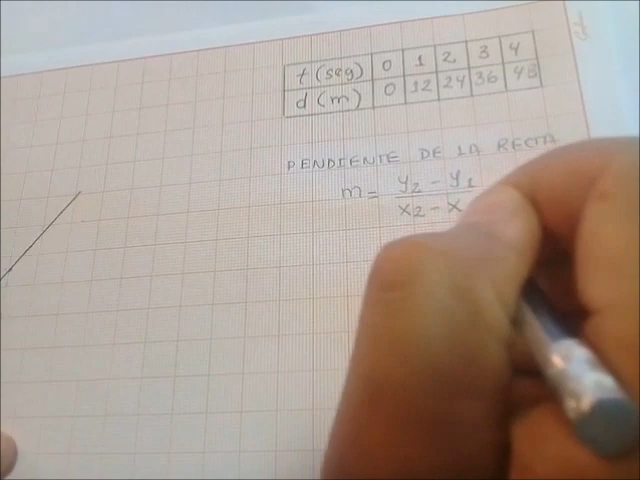 t (seg) 0 1 2 3 4
d (m) 0 12 24 36 48
PENDIENTE DE LA RECTA
m = y2 - y1
x2 - x